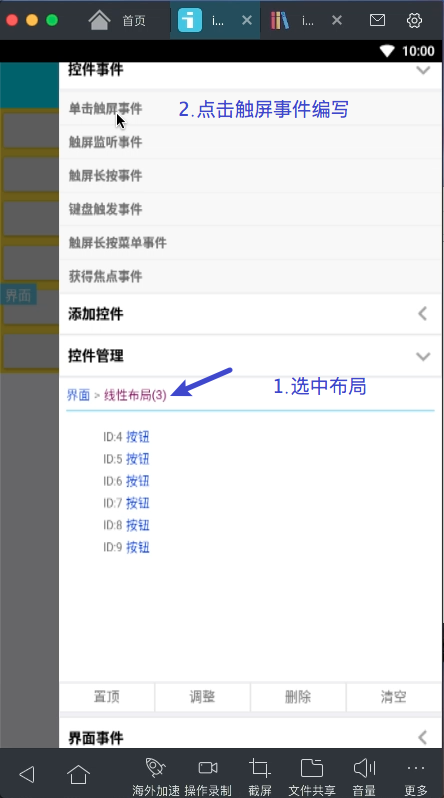 首页
i...
i...
10:00
控件事件
单击触屏事件
2.点击触屏事件编写
触屏监听事件
触屏长按事件
键盘触发事件
触屏长按菜单事件
获得焦点事件
界面
添加控件
控件管理
界面 > 线性布局(3)
1.选中布局
ID:4 按钮
ID:5 按钮
ID:6 按钮
ID:7 按钮
ID:8 按钮
ID:9 按钮
置顶 调整 删除 清空
界面事件
海外加速 操作录制 截屏 文件共享 音量 更多